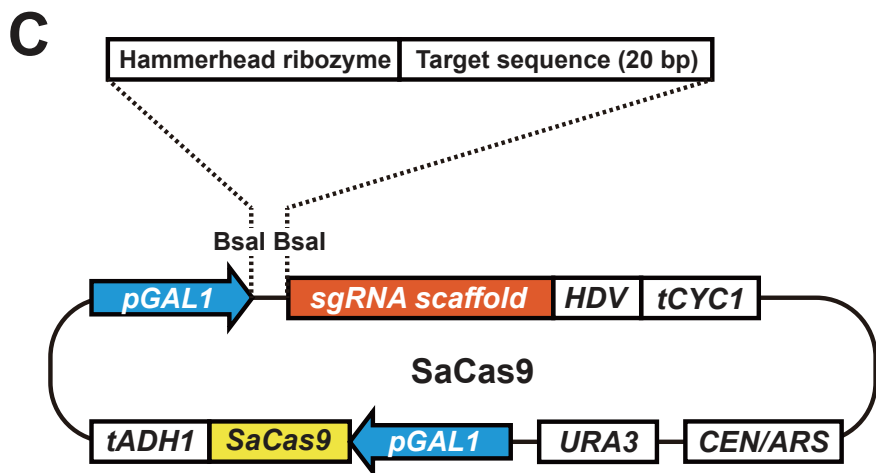 C
Hammerhead ribozyme Target sequence (20 bp)
BsaI BsaI
pGAL1 sgRNA scaffold HDV tCYC1
SaCas9
tADH1 SaCas9 pGAL1 URA3 CEN/ARS